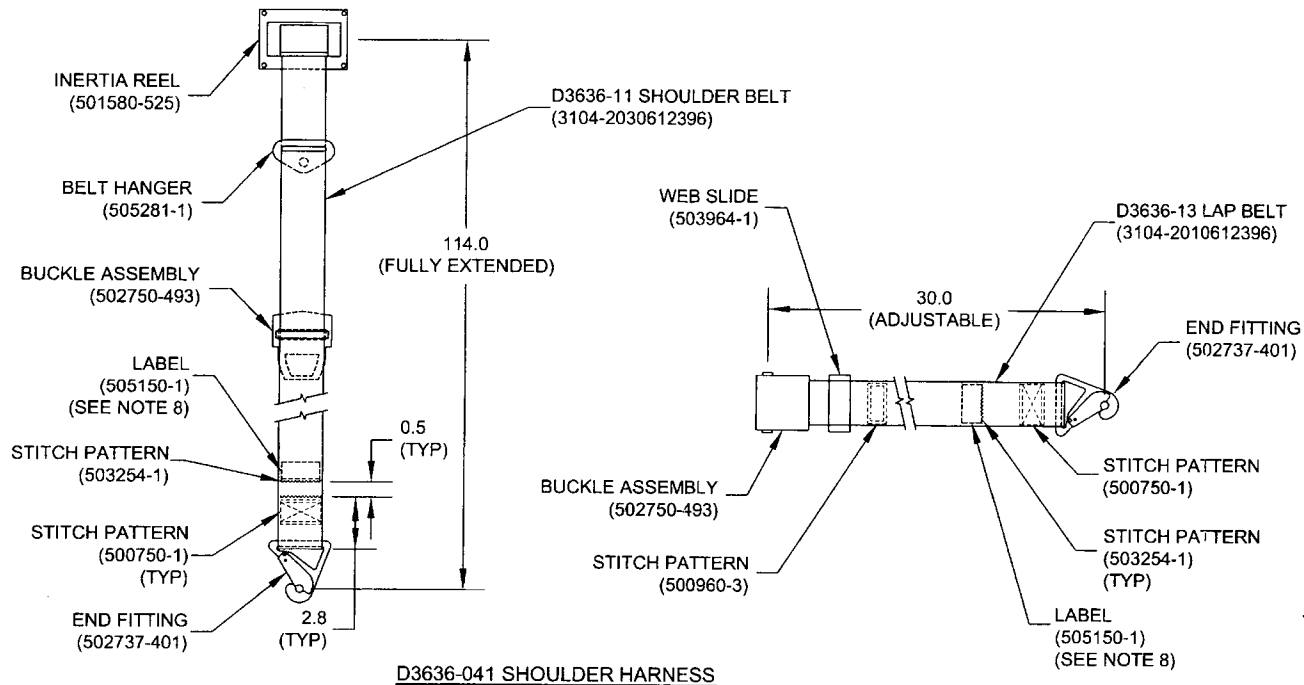 INERTIA REEL
(501580-525)
D3636-11 SHOULDER BELT
(3104-2030612396)
BELT HANGER
(505281-1)
114.0
(FULLY EXTENDED)
BUCKLE ASSEMBLY
(502750-493)
LABEL
(505150-1)
(SEE NOTE 8)
0.5
(TYP)
STITCH PATTERN
(503254-1)
STITCH PATTERN
(500750-1)
(TYP)
END FITTING
(502737-401)
2.8
(TYP)
WEB SLIDE
(503964-1)
D3636-13 LAP BELT
(3104-2010612396)
30.0
(ADJUSTABLE)
END FITTING
(502737-401)
BUCKLE ASSEMBLY
(502750-493)
STITCH PATTERN
(500960-3)
STITCH PATTERN
(500750-1)
STITCH PATTERN
(503254-1)
(TYP)
LABEL
(505150-1)
(SEE NOTE 8)
D3636-041 SHOULDER HARNESS